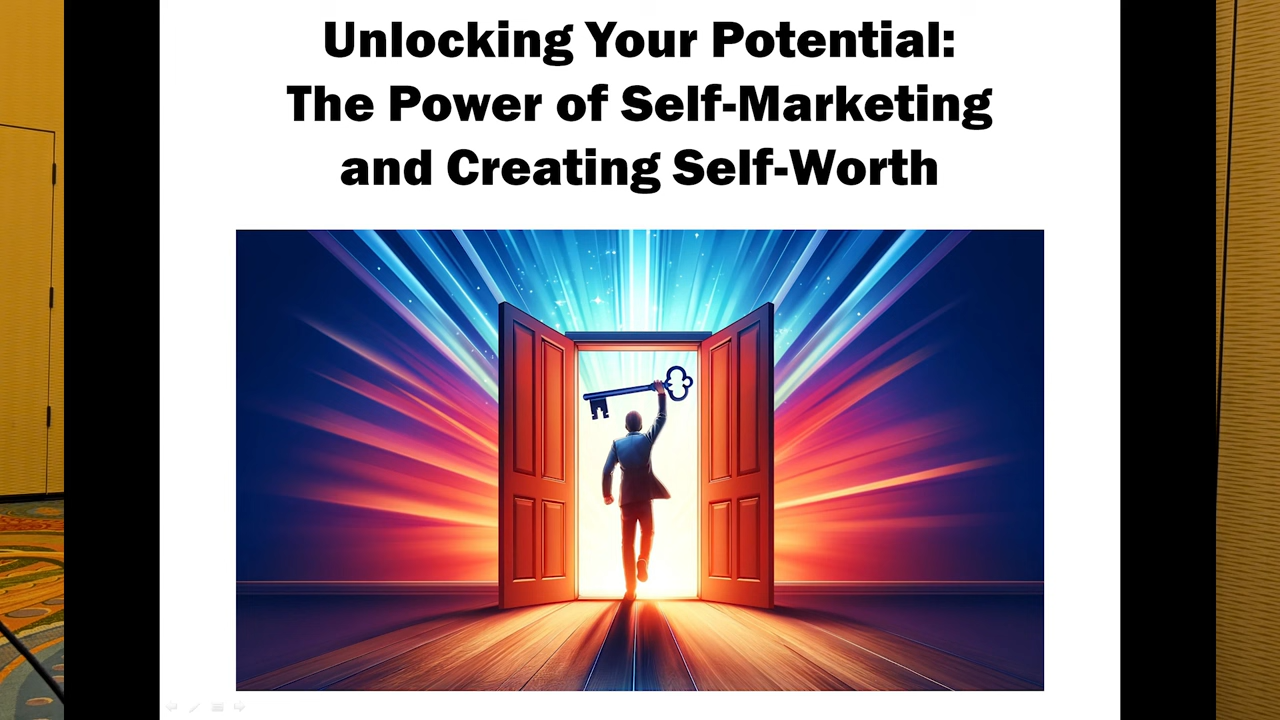 Unlocking Your Potential:
The Power of Self-Marketing
and Creating Self-Worth